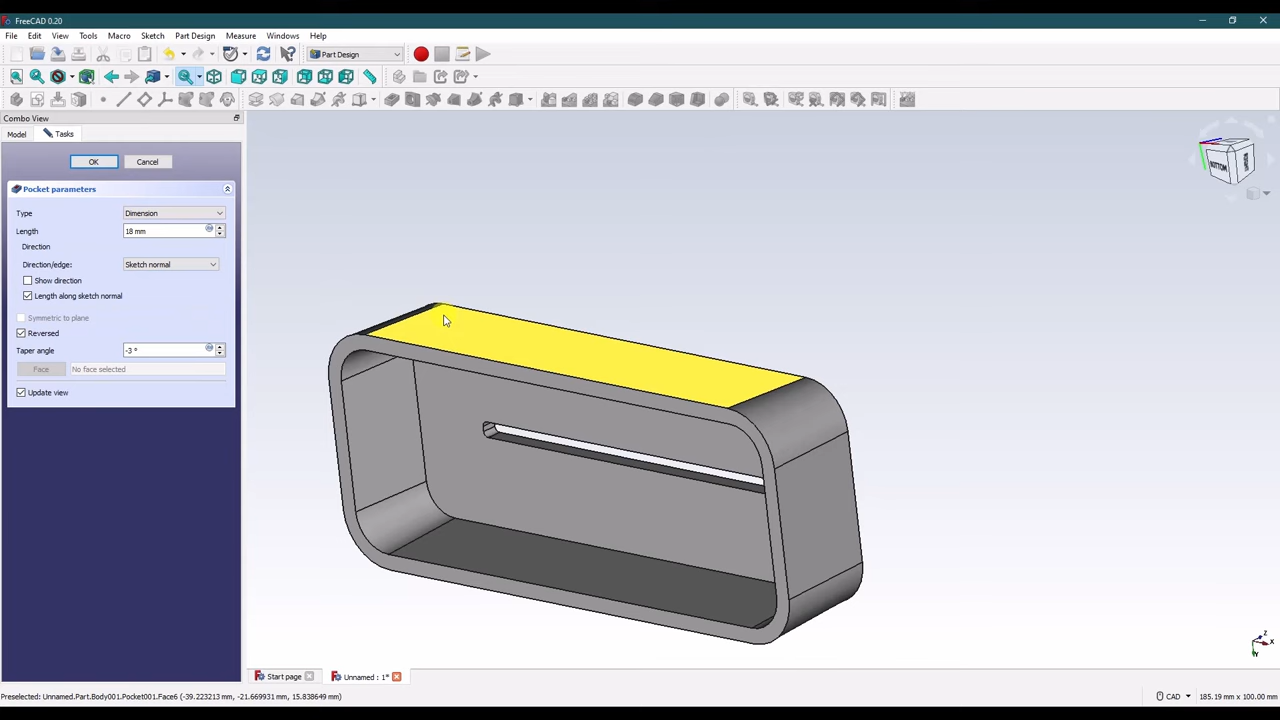 FreeCAD 0.20
File Edit View Tools Macro Sketch Part Design Measure Windows Help
Part Design
Combo View
Model Tasks
OK Cancel
Pocket parameters
Type Dimension
Length 18 mm
Direction
Direction/edge: Sketch normal
Show direction
Length along sketch normal
Symmetric to plane
Reversed
Taper angle -3 °
Face No face selected
Update view
BOTTOM
Z
X
Y
Start page Unnamed : 1*
Preselected: Unnamed.Part.Body001.Pocket001.Face6 (-39.223213 mm, -21.669931 mm, 15.838649 mm) CAD 185.19 mm x 100.00 mm